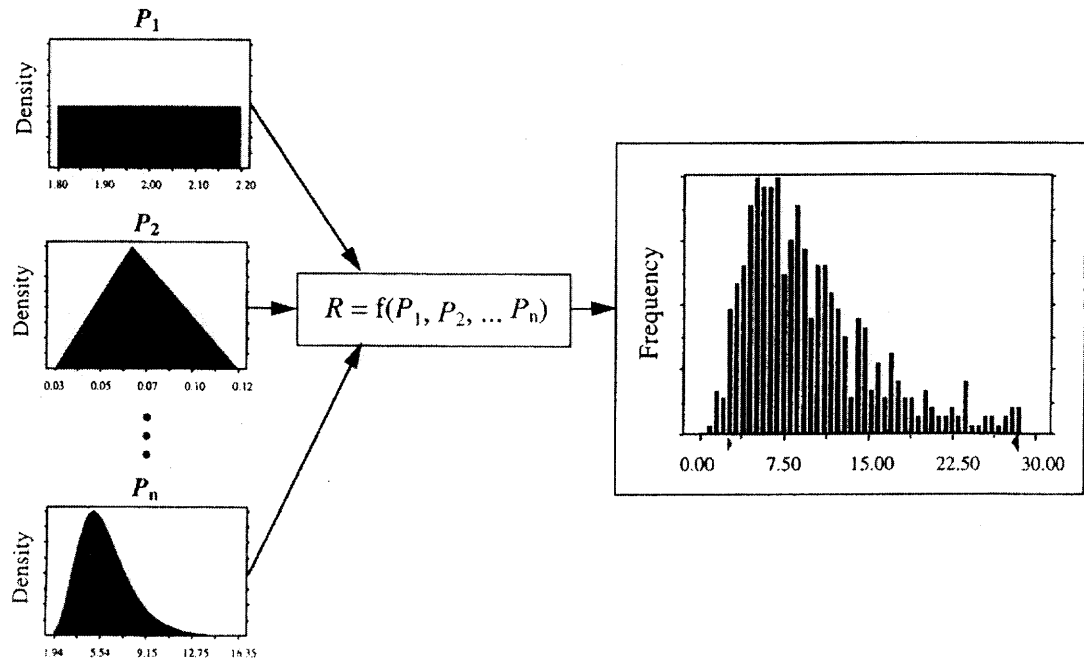 P1
Density
1.80 1.90 2.00 2.10 2.20
P2
Density
0.03 0.05 0.07 0.10 0.12
Pn
Density
1.94 5.54 9.15 12.75 16.35
R = f(P1, P2, ... Pn)
Frequency
0.00 7.50 15.00 22.50 30.00